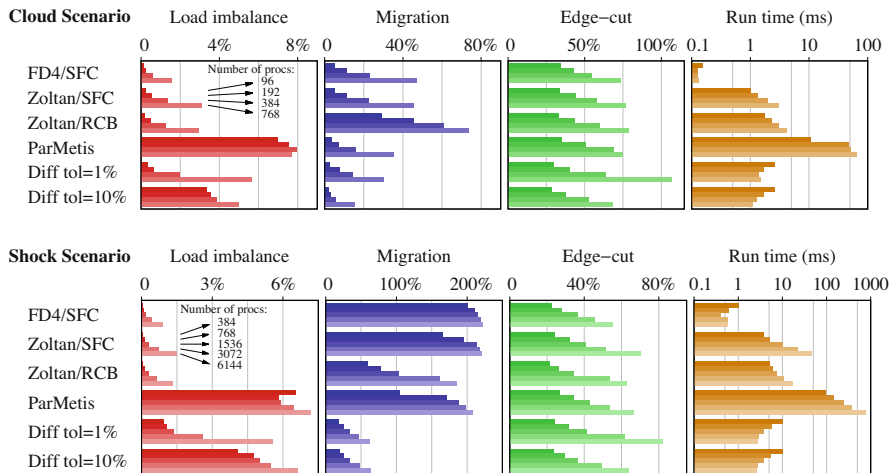 Cloud Scenario Load imbalance Migration Edge−cut Run time (ms)
0 4% 8% 0 40% 80% 0 50% 100% 0.1 1 10 100
FD4/SFC
Number of procs:
96
Zoltan/SFC
192
384
768
Zoltan/RCB
ParMetis
Diff tol=1%
Diff tol=10%
Shock Scenario Load imbalance Migration Edge−cut Run time (ms)
0 3% 6% 0 100% 200% 0 40% 80% 0.1 1 10 100 1000
Number of procs:
FD4/SFC
384
768
Zoltan/SFC
1536
3072
6144
Zoltan/RCB
ParMetis
Diff tol=1%
Diff tol=10%